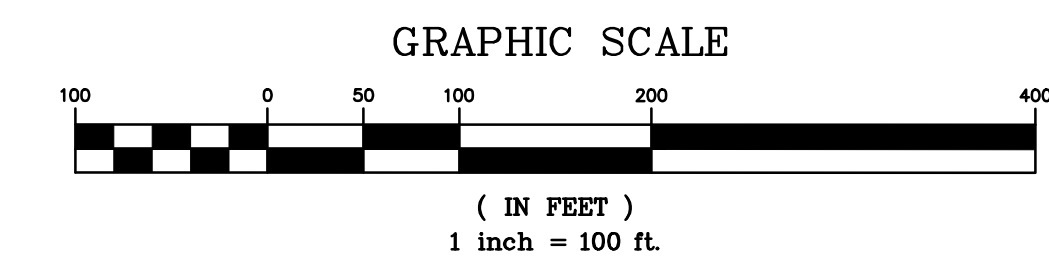 GRAPHIC SCALE
100 0 50 100 200 400
( IN FEET )
1 inch = 100 ft.